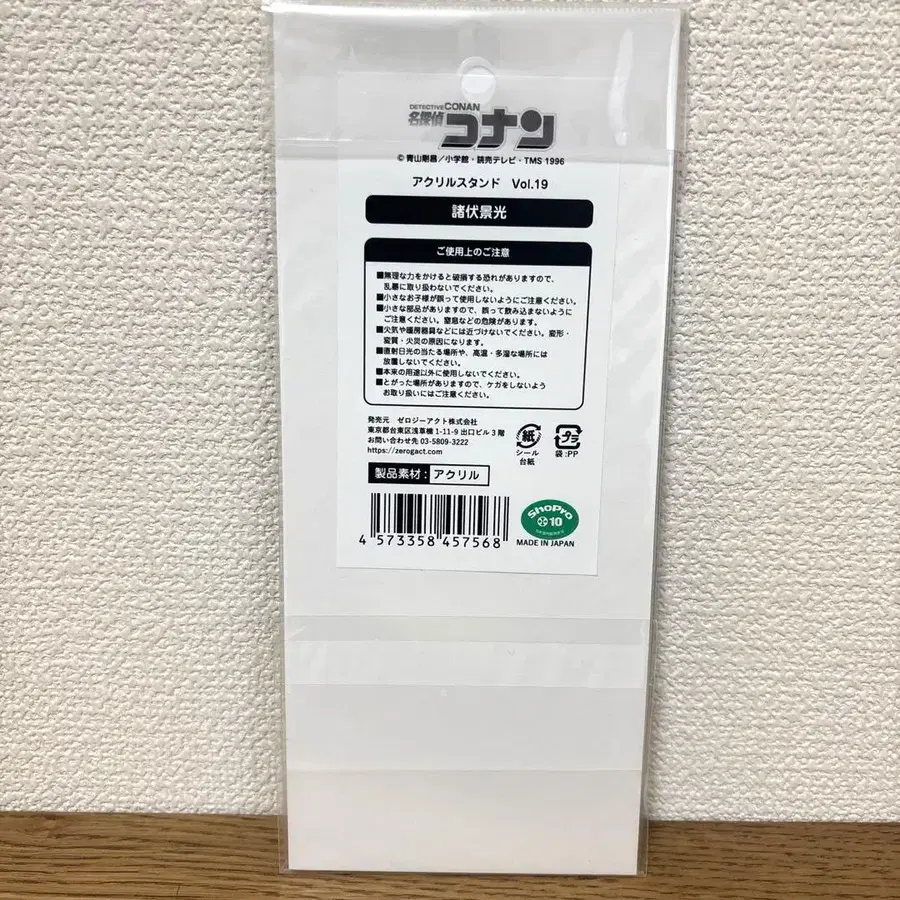 DETECTIVE CONAN
名探偵コナン
© 青山剛昌/小学館・読売テレビ・TMS 1996
アクリルスタンド Vol.19
諸伏景光
ご使用上のご注意
■無理な力をかけると破損する恐れがありますので、
乱暴に取り扱わないでください。
■小さなお子様が誤って使用しないようにご注意ください。
■小さな部品がありますので、誤って飲み込まないように
ご注意ください。窒息などの危険があります。
■火気や暖房器具などには近づけないでください。変形・
変質・火災の原因になります。
■直射日光の当たる場所や、高温・多湿な場所には
放置しないでください。
■本来の用途以外に使用しないでください。
■とがった場所がありますので、ケガをしないよう
お取り扱いにはご注意ください。
発売元 ゼロジーアクト株式会社
東京都台東区浅草橋1-11-9 出口ビル3階
お問い合わせ先 03-5809-3222
https://zerogact.com
紙
シール
台紙
プラ
袋:PP
製品素材:アクリル
4 573358 457568
ShoPro
10
MADE IN JAPAN